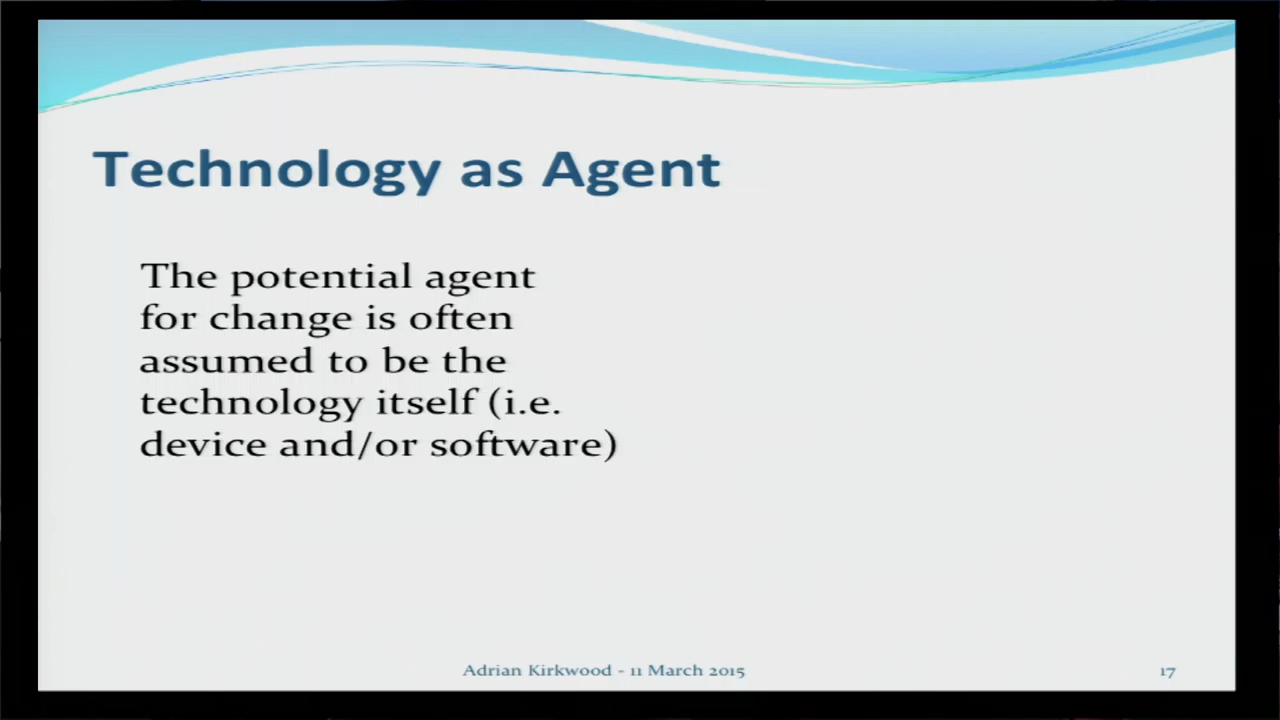 Technology as Agent
The potential agent
for change is often
assumed to be the
technology itself (i.e.
device and/or software)
Adrian Kirkwood - 11 March 2015
17